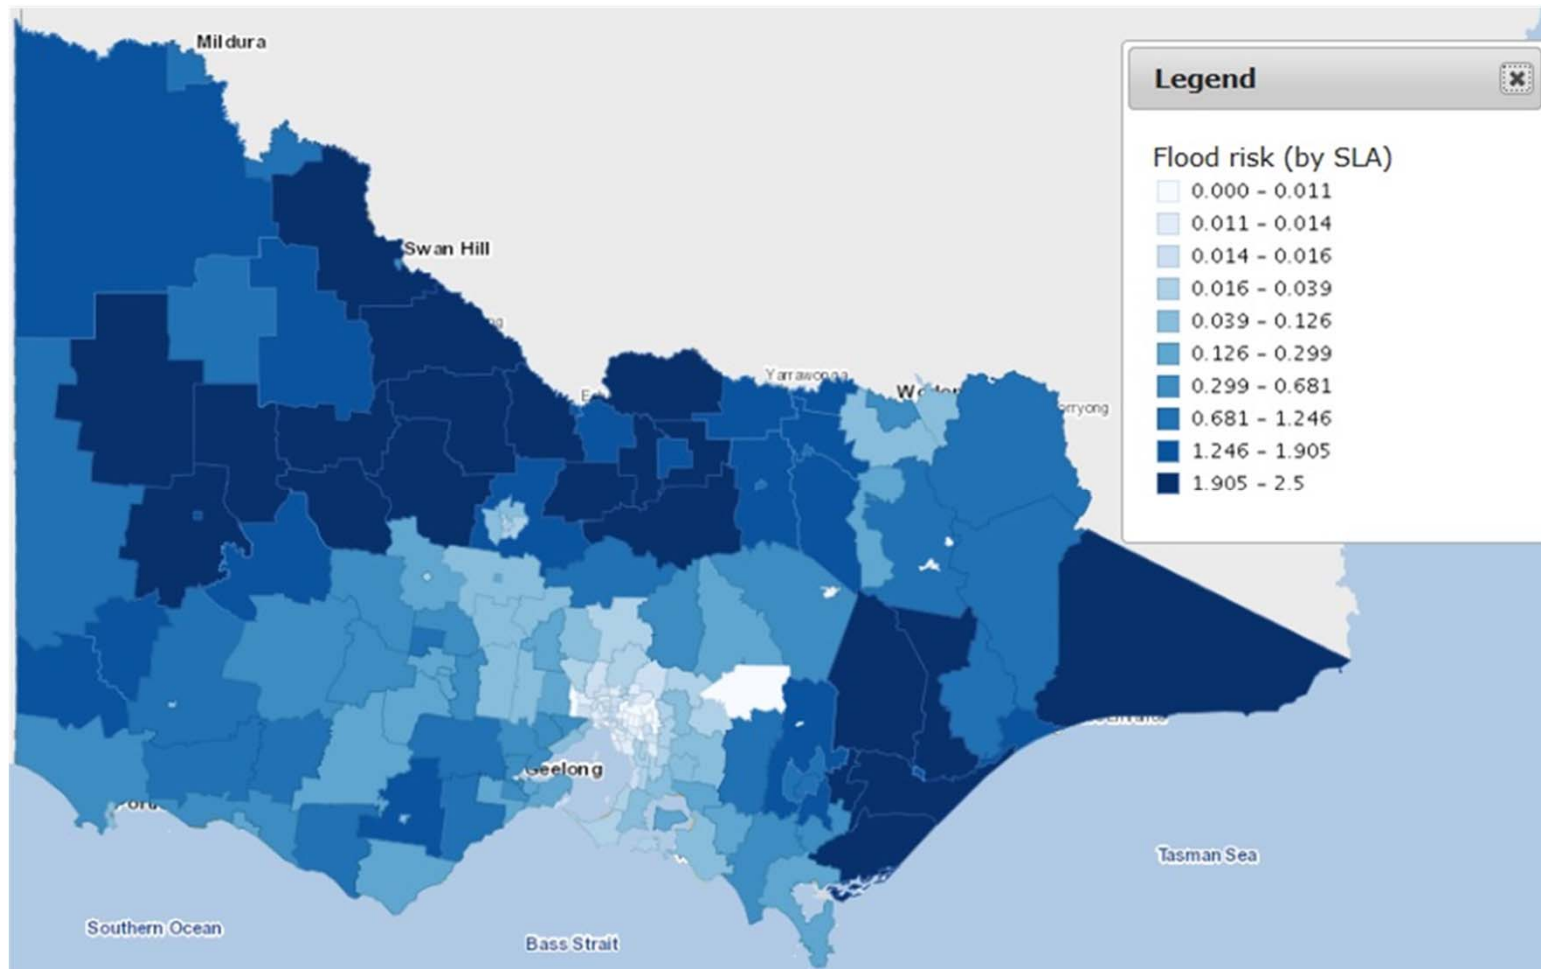 Mildura
Legend
Flood risk (by SLA)
0.000 – 0.011
0.011 – 0.014
0.014 – 0.016
0.016 – 0.039
0.039 – 0.126
0.126 – 0.299
0.299 – 0.681
0.681 – 1.246
1.246 – 1.905
1.905 – 2.5
Swan Hill
Yarrawonga
Geelong
Tasman Sea
Southern Ocean
Bass Strait